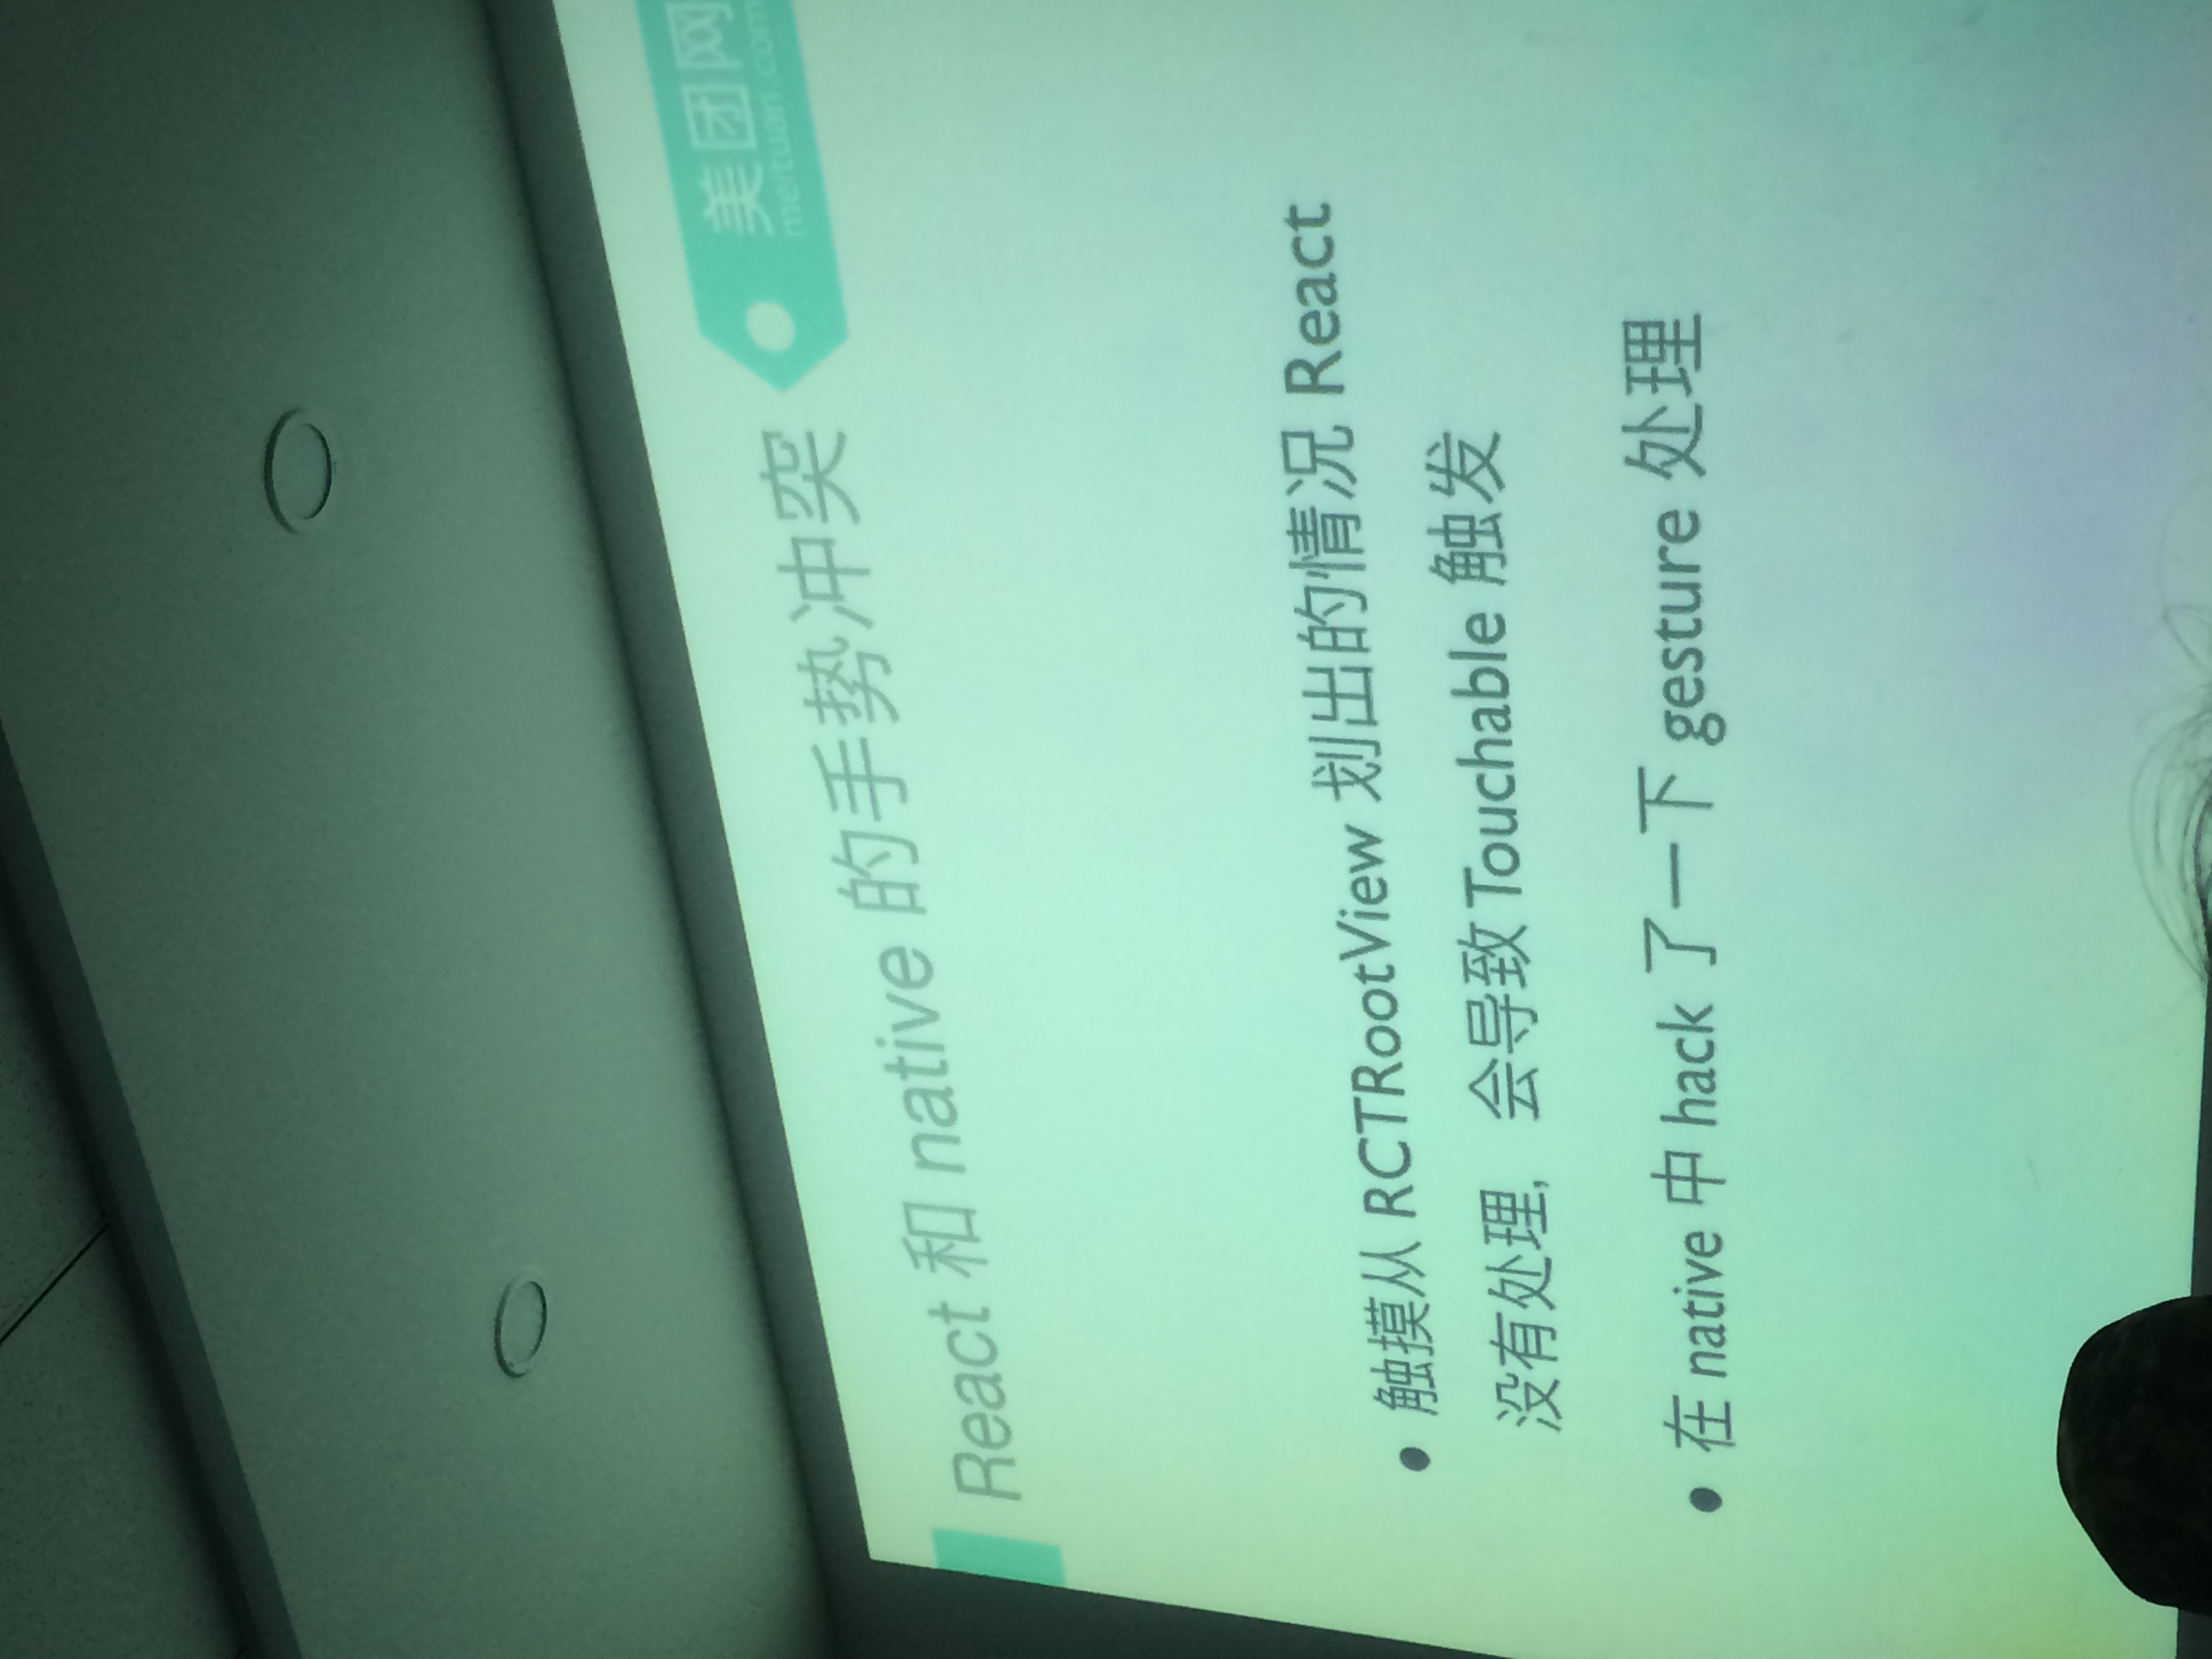 美团网
meituan.com
React 和 native 的手势冲突
• 触摸从 RCTRootView 划出的情况 React
没有处理, 会导致 Touchable 触发
• 在 native 中 hack 了一下 gesture 处理